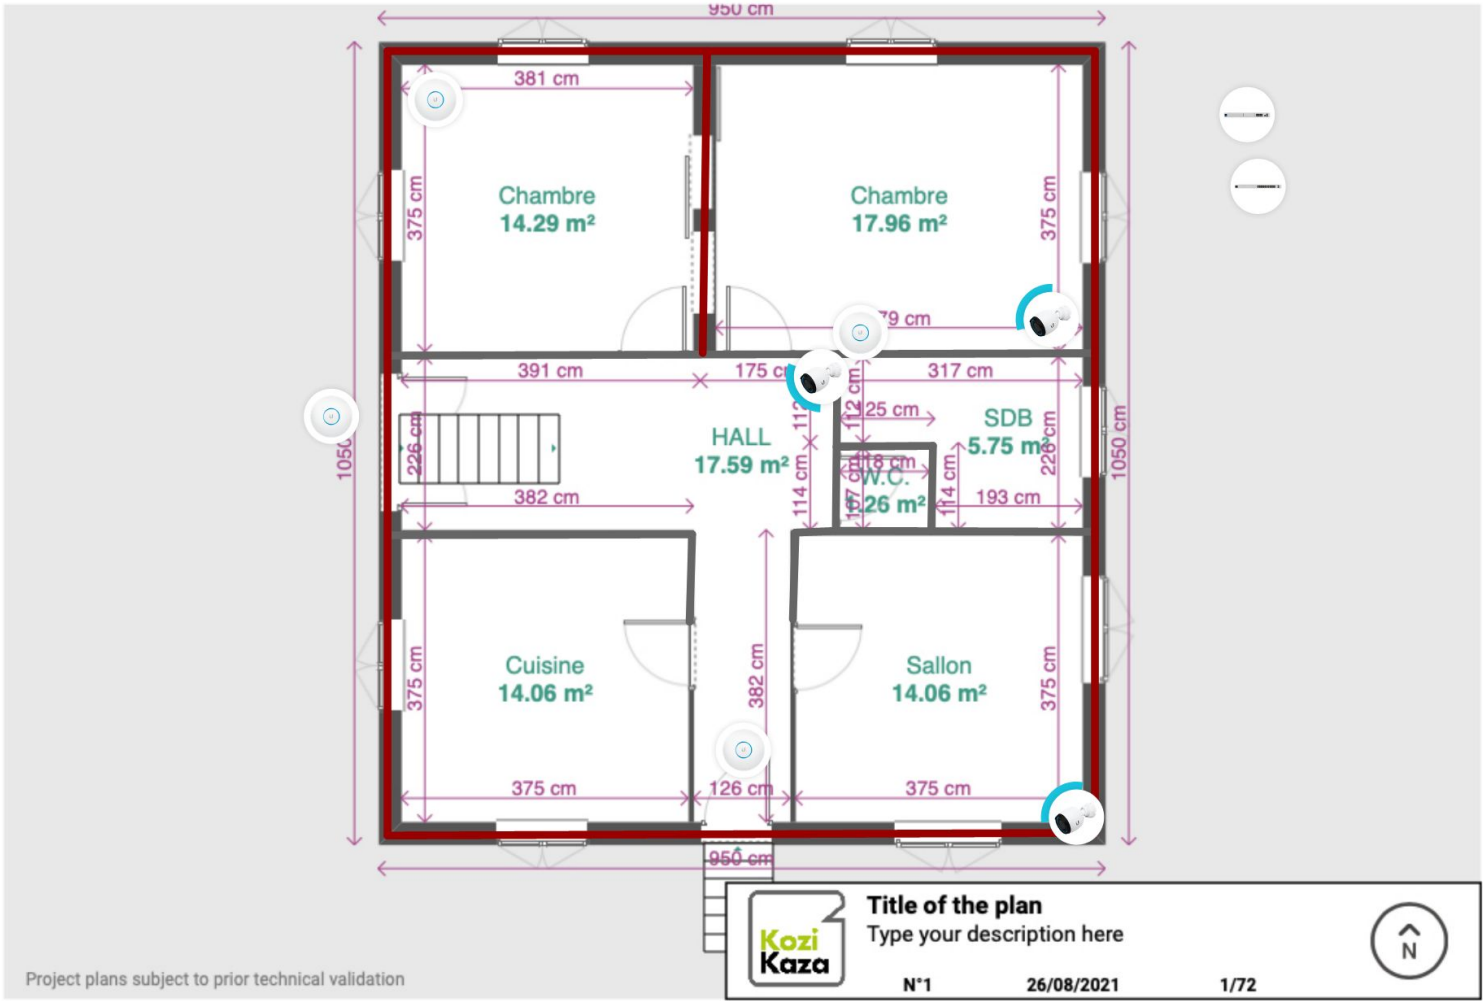 950 cm
381 cm
375 cm
Chambre
14.29 m²
Chambre
17.96 m²
375 cm
391 cm
175
317 cm
112 cm
125 cm
SDB
5.75 m²
226 cm
HALL
17.59 m²
226 cm
1050
1050 cm
118 cm
W.C.
1.26 m²
114 cm
114 cm
382 cm
193 cm
382 cm
Cuisine
14.06 m²
375 cm
Sallon
14.06 m²
375 cm
375 cm
126 cm
375 cm
950 cm
Kozi
Kaza
Title of the plan
Type your description here
N°1
26/08/2021
1/72
N
Project plans subject to prior technical validation